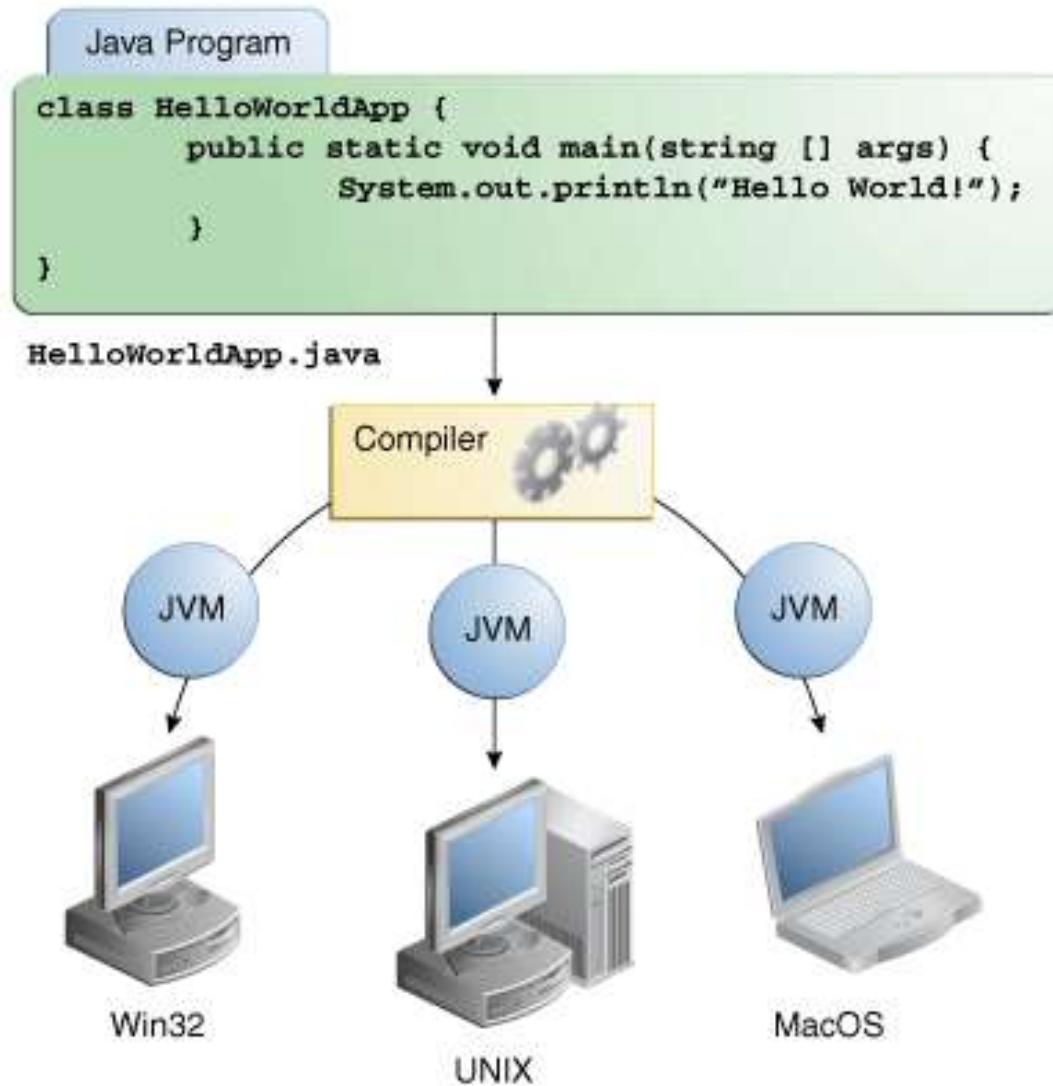 Java Program
class HelloWorldApp {
public static void main(string [] args) {
System.out.println("Hello World!");
}
}
HelloWorldApp.java
Compiler
JVM
JVM
JVM
Win32
UNIX
MacOS